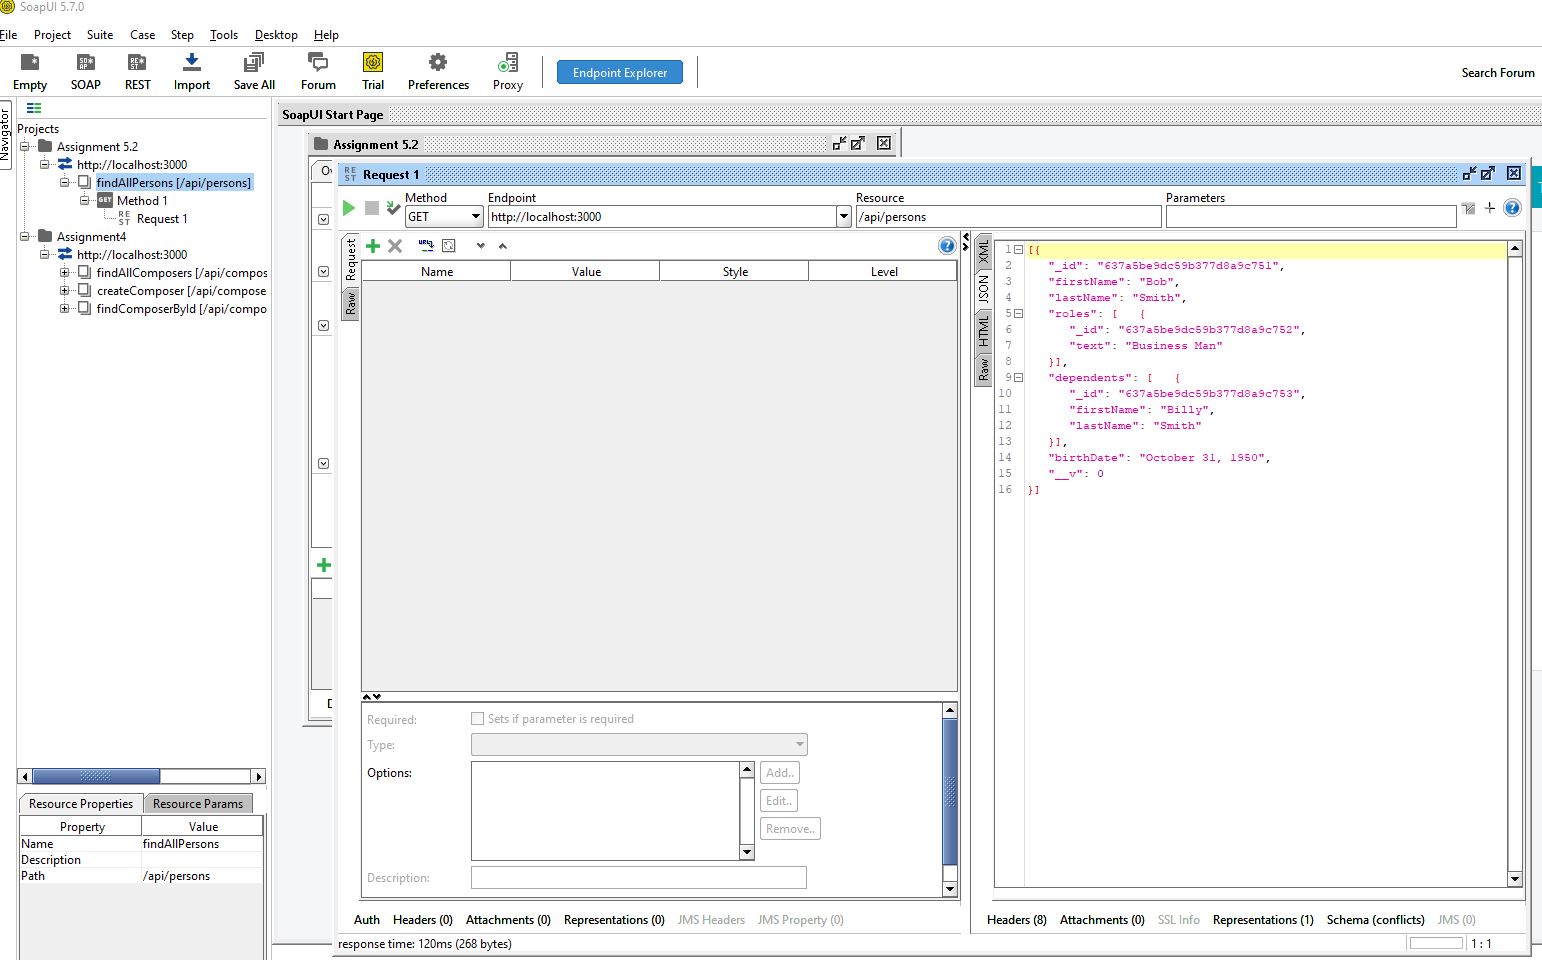 SoapUI 5.7.0
File Project Suite Case Step Tools Desktop Help
Empty SOAP REST Import Save All Forum Trial Preferences Proxy Endpoint Explorer Search Forum
Navigator
Projects
Assignment 5.2
http://localhost:3000
findAllPersons [/api/persons]
Method 1
Request 1
Assignment4
http://localhost:3000
findAllComposers [/api/compos
createComposer [/api/compose
findComposerById [/api/compo
Resource Properties Resource Params
Property Value
Name findAllPersons
Description
Path /api/persons
SoapUI Start Page
Assignment 5.2
Request 1
Method Endpoint Resource Parameters
GET http://localhost:3000 /api/persons
Request
Raw
Name Value Style Level
Required: Sets if parameter is required
Type:
Options:
Add..
Edit..
Remove..
Description:
Auth Headers (0) Attachments (0) Representations (0) JMS Headers JMS Property (0)
response time: 120ms (268 bytes)
XML
JSON
HTML
Raw
1 [{
2 "_id": "637a5be9dc59b377d8a9c751",
3 "firstName": "Bob",
4 "lastName": "Smith",
5 "roles": [ {
6 "_id": "637a5be9dc59b377d8a9c752",
7 "text": "Business Man"
8 }],
9 "dependents": [ {
10 "_id": "637a5be9dc59b377d8a9c753",
11 "firstName": "Billy",
12 "lastName": "Smith"
13 }],
14 "birthDate": "October 31, 1950",
15 "__v": 0
16 }]
Headers (8) Attachments (0) SSL Info Representations (1) Schema (conflicts) JMS (0)
1 : 1